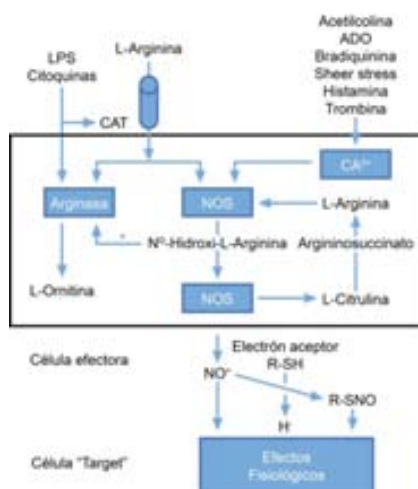 Acetilcolina
ADO
Bradiquinina
Sheer stress
Histamina
Trombina
L-Arginina
LPS
Citoquinas
CAT
CA²⁺
Arginasa
NOS
L-Arginina
Nᴳ-Hidroxi-L-Arginina
Argininosuccinato
L-Ornitina
NOS
L-Citrulina
Célula efectora
Electrón aceptor
R-SH
NO⁻
R-SNO
H⁻
Célula "Target"
Efectos
Fisiológicos